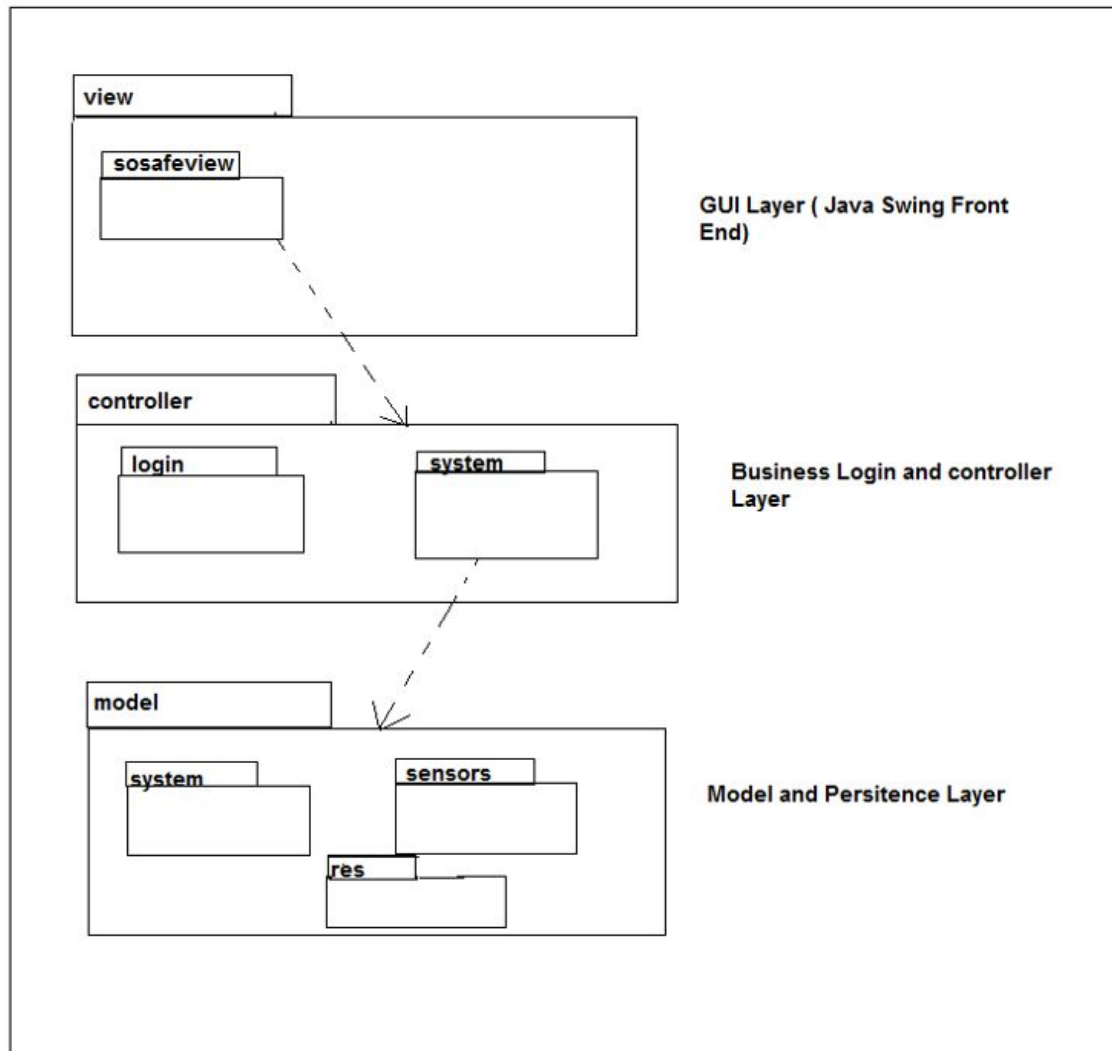 view
sosafeview
GUI Layer ( Java Swing Front
End)
controller
login
system
Business Login and controller
Layer
model
system
sensors
res
Model and Persitence Layer